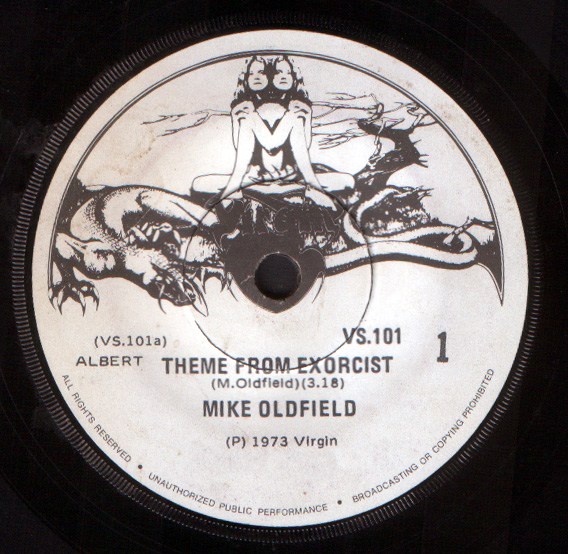 Virgin
(VS.101a)
VS.101
1
ALBERT
THEME FROM EXORCIST
(M.Oldfield)(3.18)
MIKE OLDFIELD
(P) 1973 Virgin
ALL RIGHTS RESERVED • UNAUTHORIZED PUBLIC PERFORMANCE • BROADCASTING OR COPYING PROHIBITED